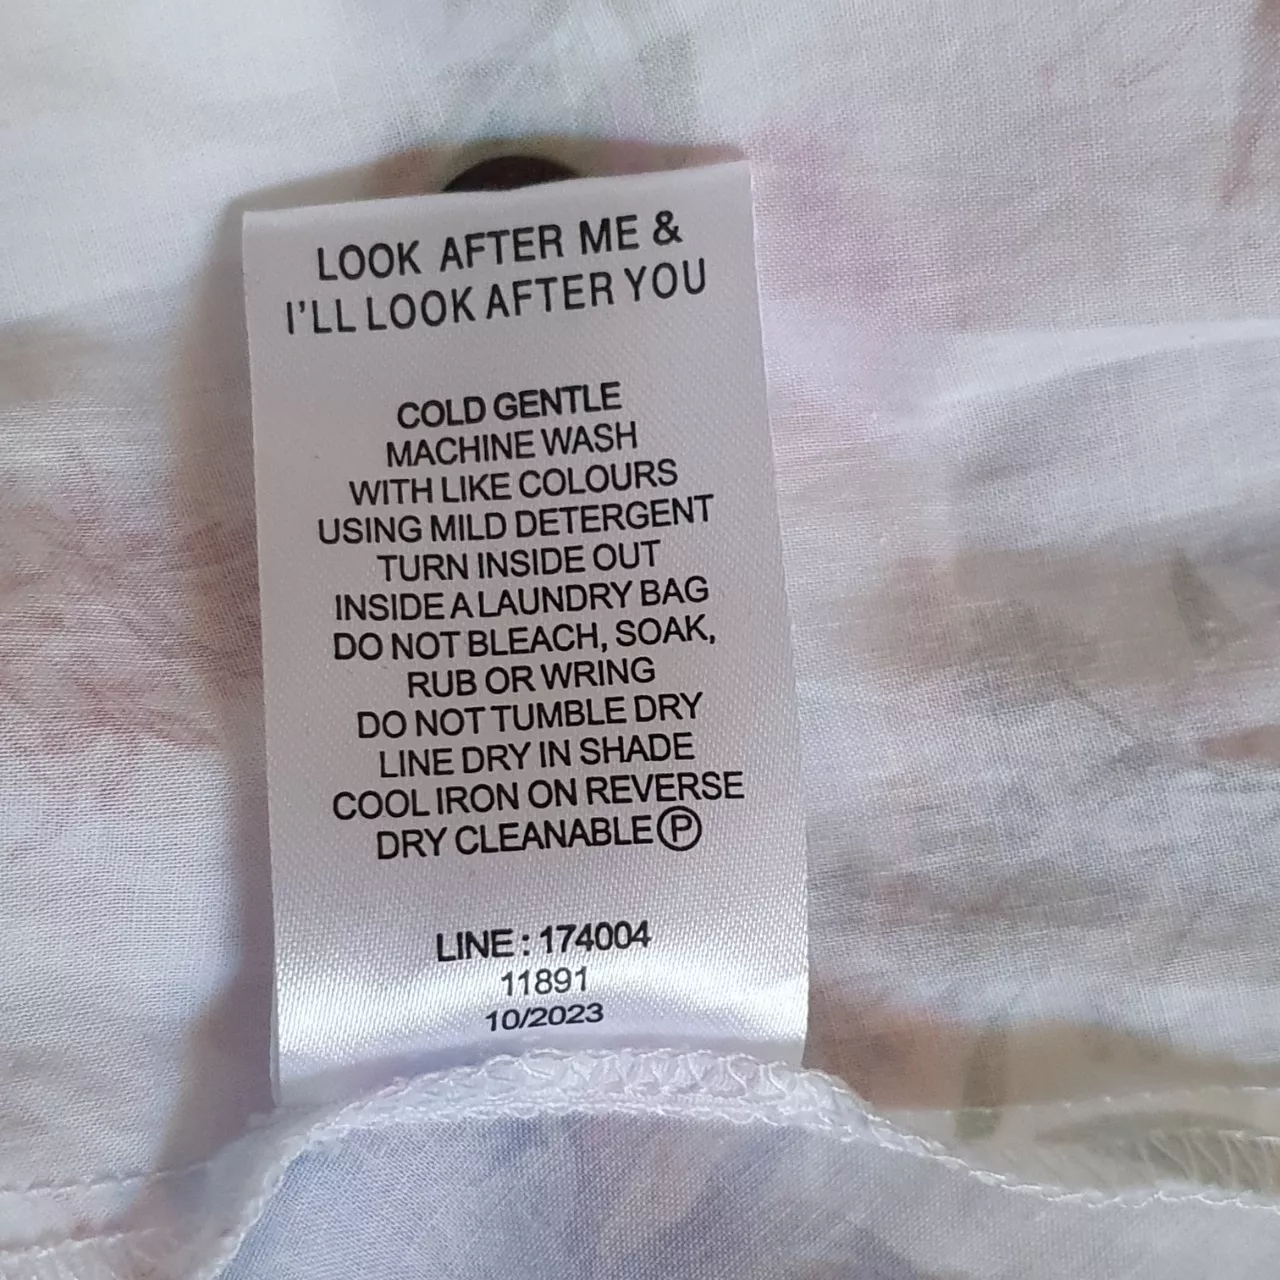 LOOK AFTER ME &
I'LL LOOK AFTER YOU
COLD GENTLE
MACHINE WASH
WITH LIKE COLOURS
USING MILD DETERGENT
TURN INSIDE OUT
INSIDE A LAUNDRY BAG
DO NOT BLEACH, SOAK,
RUB OR WRING
DO NOT TUMBLE DRY
LINE DRY IN SHADE
COOL IRON ON REVERSE
DRY CLEANABLE Ⓟ
LINE : 174004
11891
10/2023